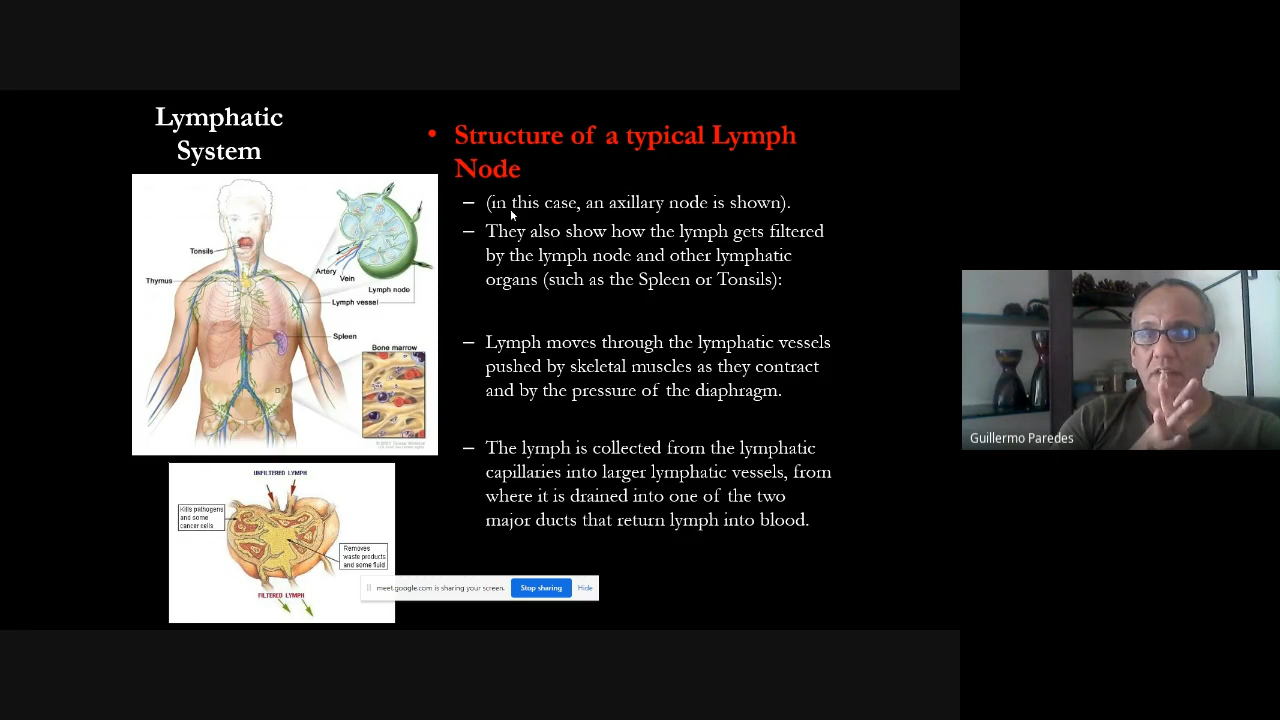 Lymphatic
System
• Structure of a typical Lymph
Node
– (in this case, an axillary node is shown).
– They also show how the lymph gets filtered
by the lymph node and other lymphatic
organs (such as the Spleen or Tonsils):
– Lymph moves through the lymphatic vessels
pushed by skeletal muscles as they contract
and by the pressure of the diaphragm.
– The lymph is collected from the lymphatic
capillaries into larger lymphatic vessels, from
where it is drained into one of the two
major ducts that return lymph into blood.
Tonsils
Thymus
Artery
Vein
Lymph node
Lymph vessel
Spleen
Bone marrow
UNFILTERED LYMPH
Kills pathogens
and some
cancer cells
Removes
waste products
and some fluid
FILTERED LYMPH
meet.google.com is sharing your screen.
Stop sharing
Hide
Guillermo Paredes